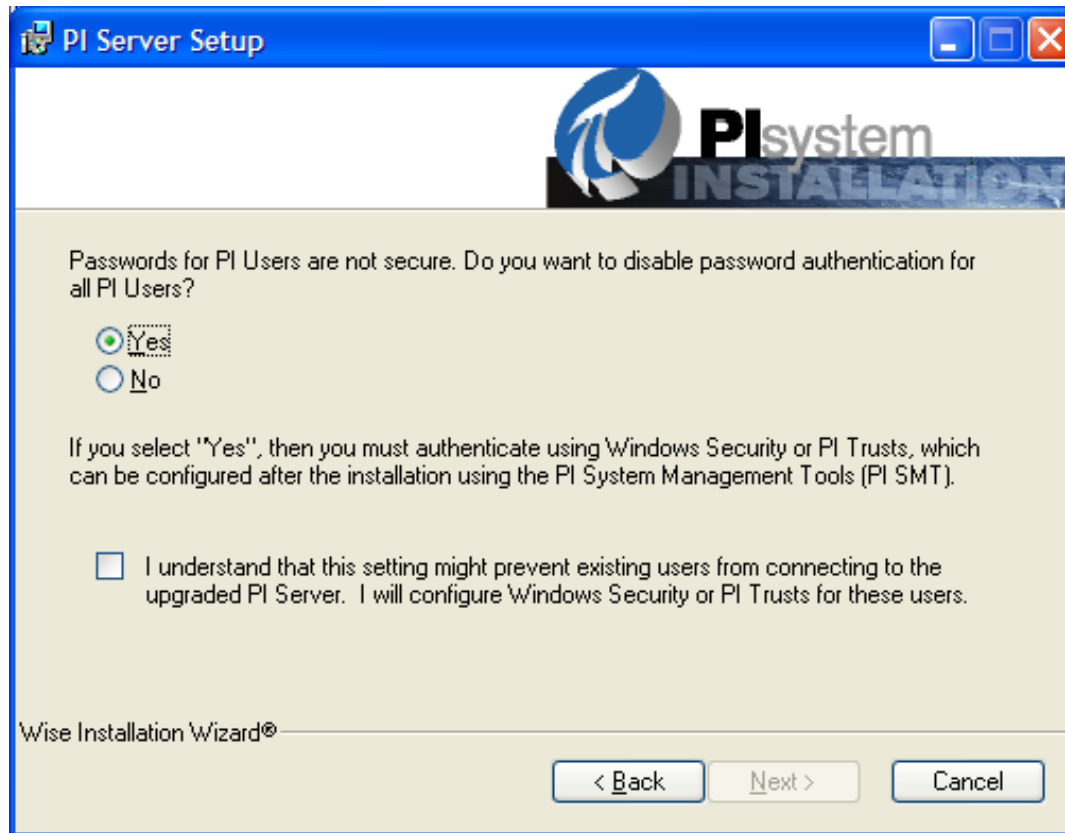 PI Server Setup
PIsystem
INSTALLATION
Passwords for PI Users are not secure. Do you want to disable password authentication for
all PI Users?
Yes
No
If you select "Yes", then you must authenticate using Windows Security or PI Trusts, which
can be configured after the installation using the PI System Management Tools (PI SMT).
I understand that this setting might prevent existing users from connecting to the
upgraded PI Server. I will configure Windows Security or PI Trusts for these users.
Wise Installation Wizard®
< Back Next > Cancel